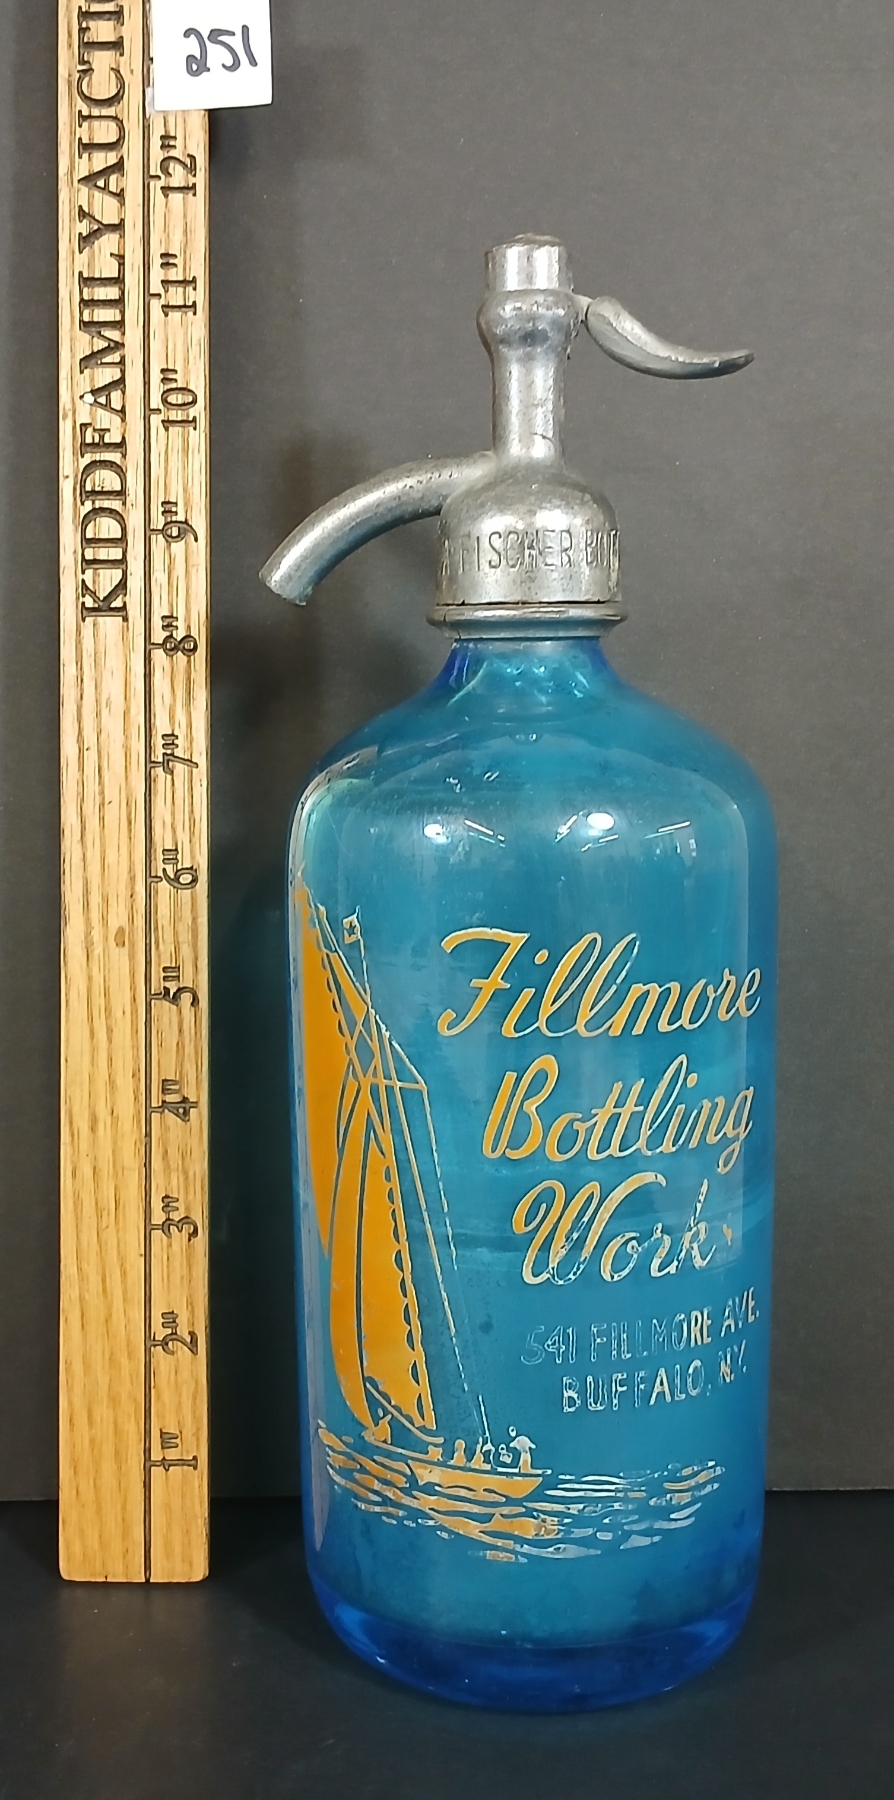 251
KIDDFAMILYAUCTI
12"
11"
10"
9"
8"
7"
6"
5"
4"
3"
2"
1"
FISCHER BOT
Fillmore
Bottling
Work
541 FILLMORE AVE.
BUFFALO, N.Y.